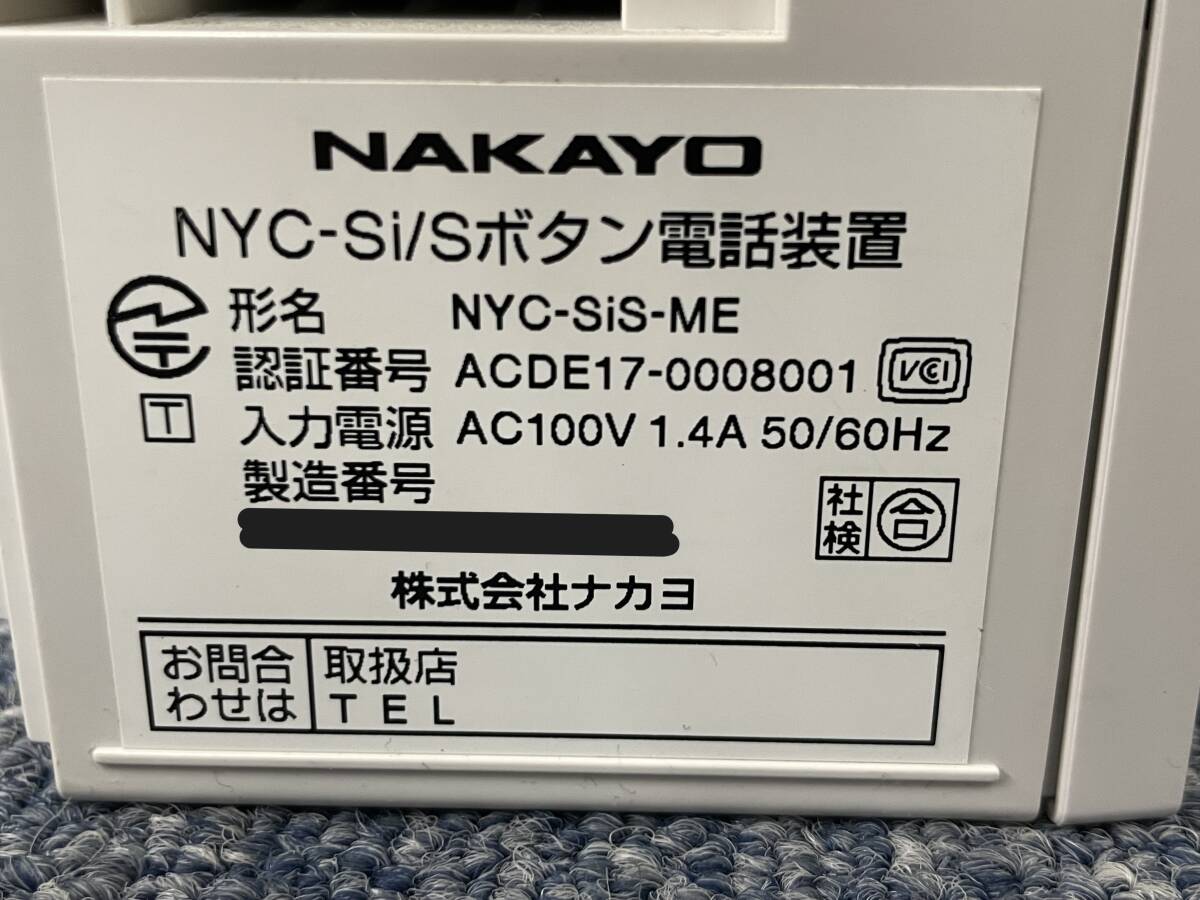 NAKAYO
NYC-Si/Sボタン電話装置
形名 NYC-SiS-ME
認証番号 ACDE17-0008001 VCCI
T 入力電源 AC100V 1.4A 50/60Hz
製造番号
社検 合
株式会社ナカヨ
お問合わせは
取扱店
TEL